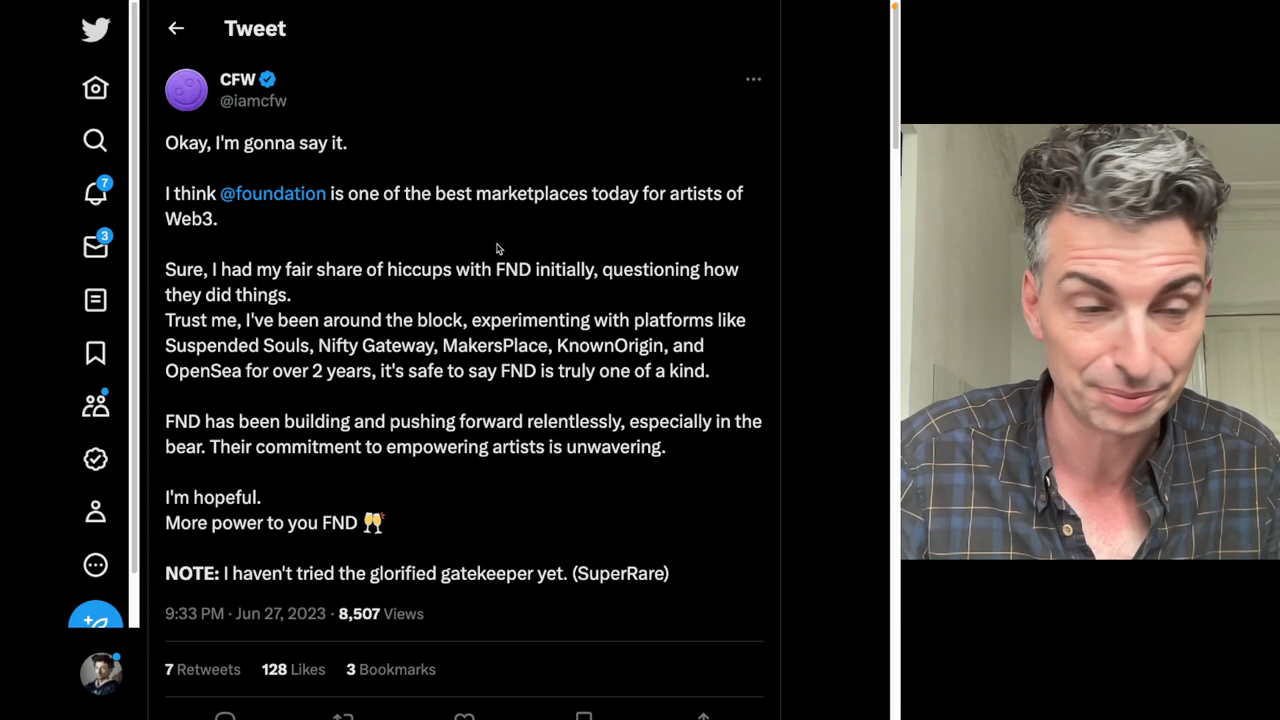 Tweet
CFW
@iamcfw
Okay, I'm gonna say it.
I think @foundation is one of the best marketplaces today for artists of
Web3.
Sure, I had my fair share of hiccups with FND initially, questioning how
they did things.
Trust me, I've been around the block, experimenting with platforms like
Suspended Souls, Nifty Gateway, MakersPlace, KnownOrigin, and
OpenSea for over 2 years, it's safe to say FND is truly one of a kind.
FND has been building and pushing forward relentlessly, especially in the
bear. Their commitment to empowering artists is unwavering.
I'm hopeful.
More power to you FND 🥂
NOTE: I haven't tried the glorified gatekeeper yet. (SuperRare)
9:33 PM · Jun 27, 2023 · 8,507 Views
7 Retweets 128 Likes 3 Bookmarks
7
3